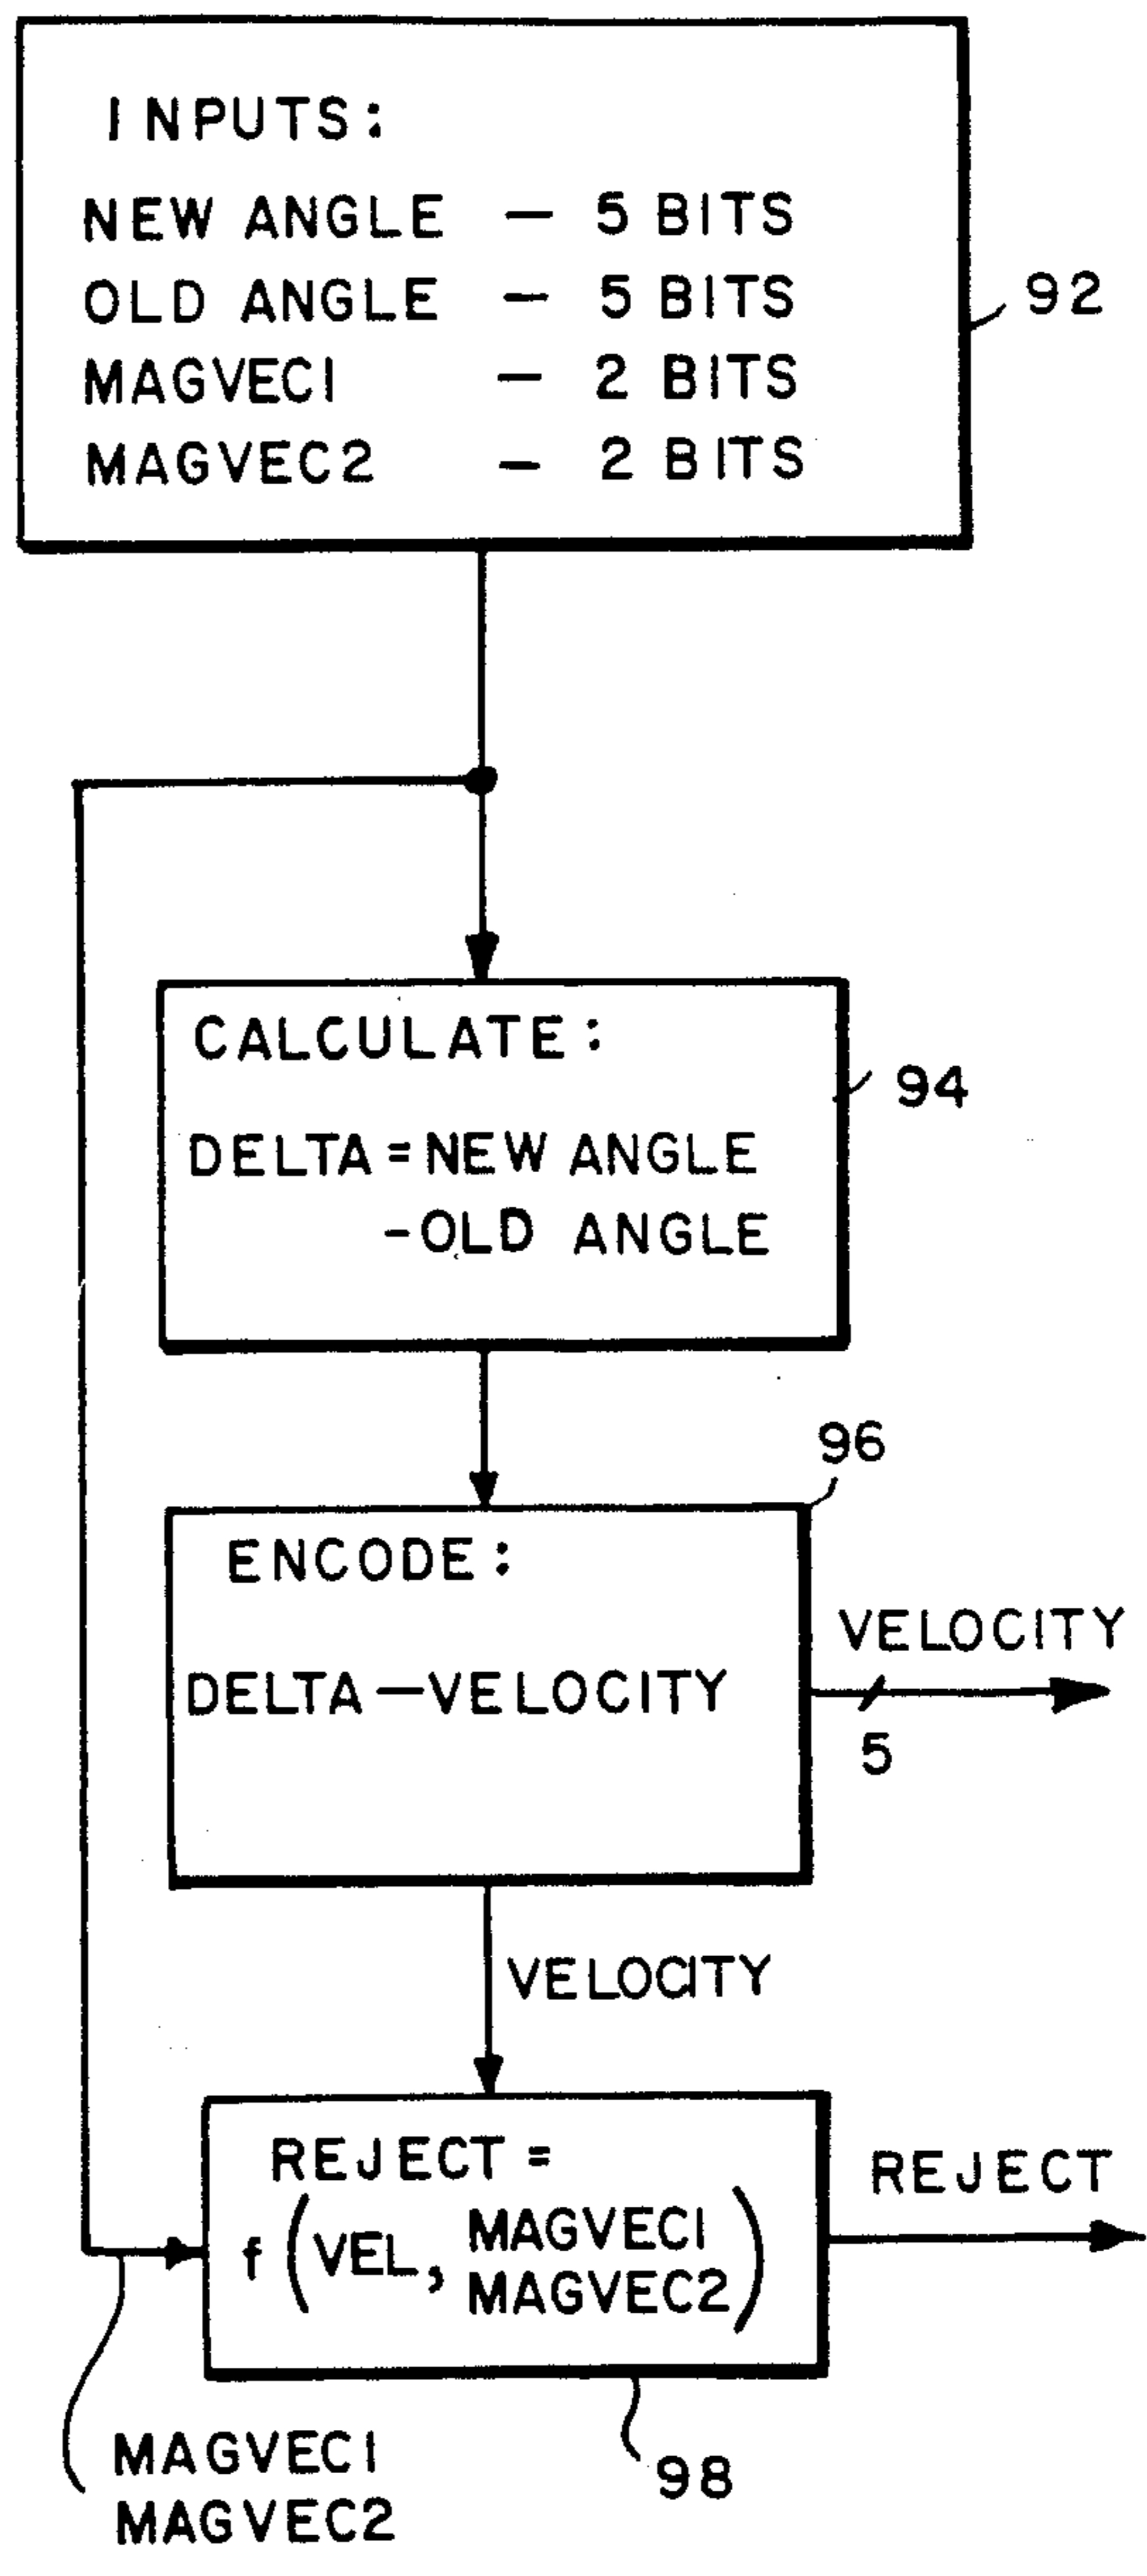 INPUTS:
NEW ANGLE — 5 BITS
OLD ANGLE — 5 BITS
MAGVEC1 — 2 BITS
MAGVEC2 — 2 BITS
92
CALCULATE:
DELTA = NEW ANGLE
-OLD ANGLE
94
96
ENCODE:
DELTA—VELOCITY
VELOCITY
5
VELOCITY
REJECT =
f (VEL, MAGVEC1
MAGVEC2)
REJECT
98
MAGVEC1
MAGVEC2